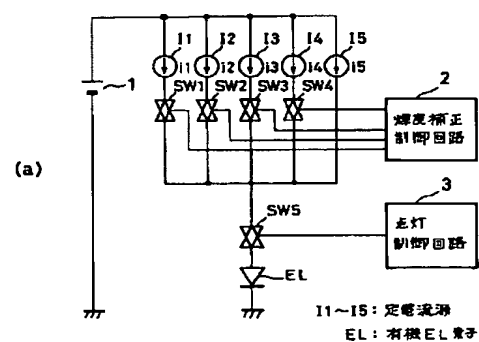 I1 I2 I3 I4 I5
i1 i2 i3 i4 i5
1
SW1 SW2 SW3 SW4
2
輝度補正
制御回路
(a)
3
SW5
点灯
制御回路
EL
I1～I5：定電流源
EL：有機EL素子